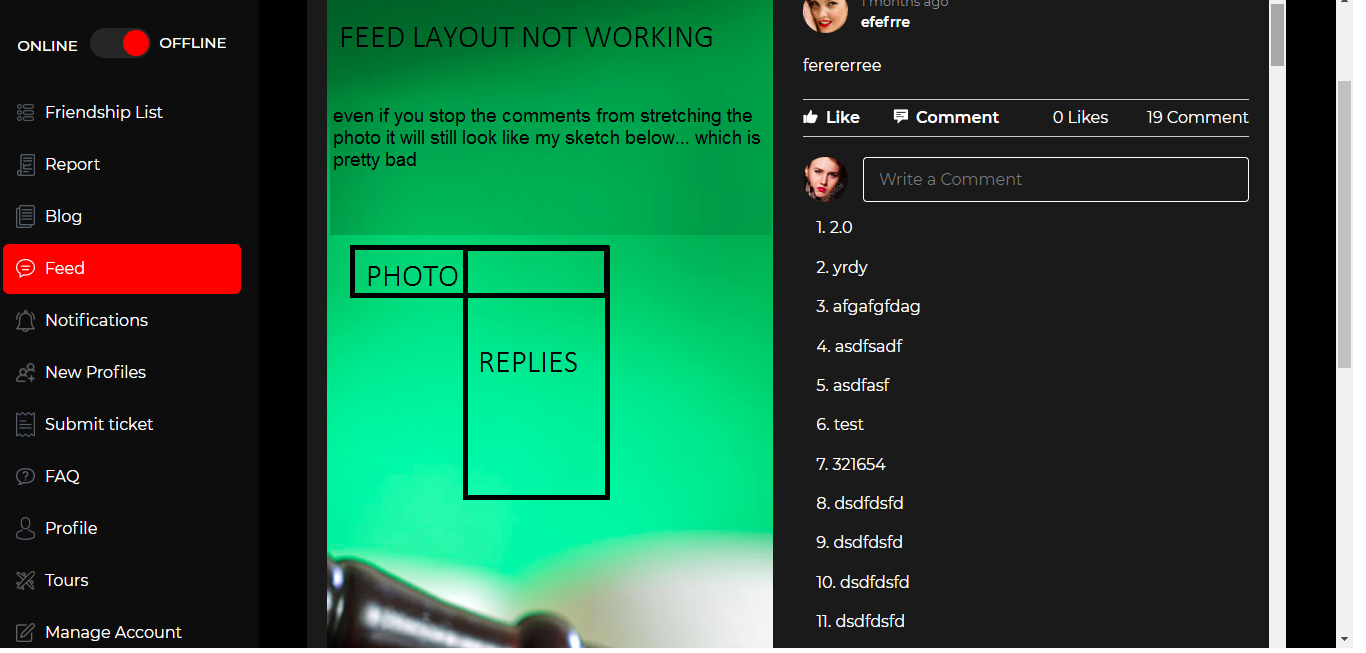 ONLINE OFFLINE
Friendship List
Report
Blog
Feed
Notifications
New Profiles
Submit ticket
FAQ
Profile
Tours
Manage Account
FEED LAYOUT NOT WORKING
even if you stop the comments from stretching the
photo it will still look like my sketch below... which is
pretty bad
PHOTO
REPLIES
1 months ago
efefrre
ferererree
Like Comment 0 Likes 19 Comment
Write a Comment
1. 2.0
2. yrdy
3. afgafgfdag
4. asdfsadf
5. asdfasf
6. test
7. 321654
8. dsdfdsfd
9. dsdfdsfd
10. dsdfdsfd
11. dsdfdsfd